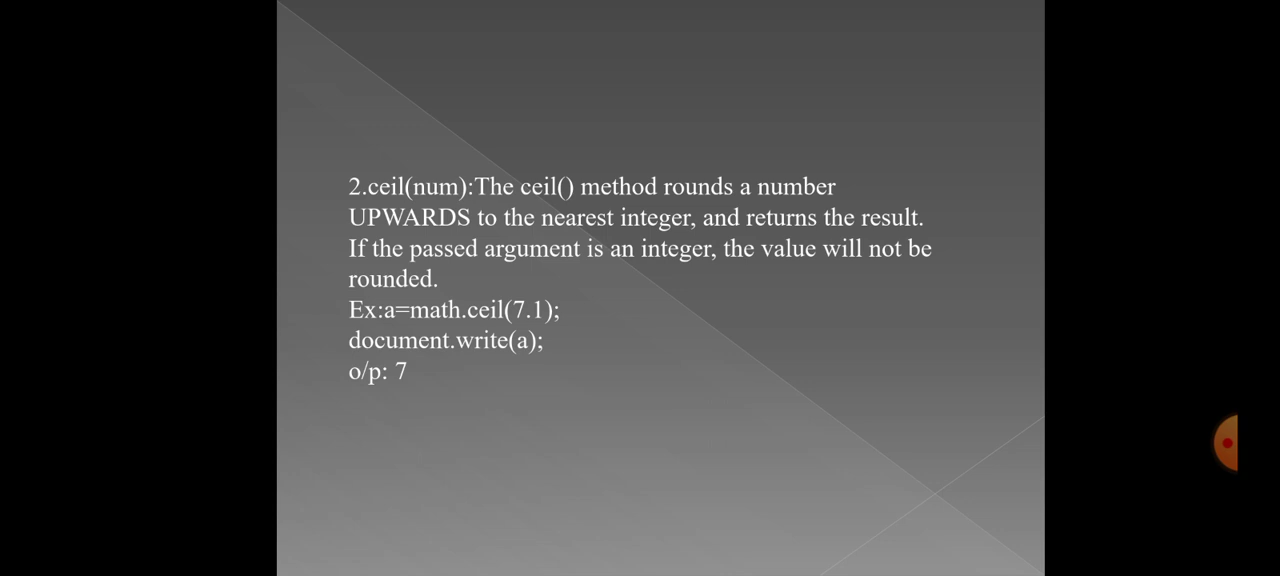 2.ceil(num):The ceil() method rounds a number
UPWARDS to the nearest integer, and returns the result.
If the passed argument is an integer, the value will not be
rounded.
Ex:a=math.ceil(7.1);
document.write(a);
o/p: 7